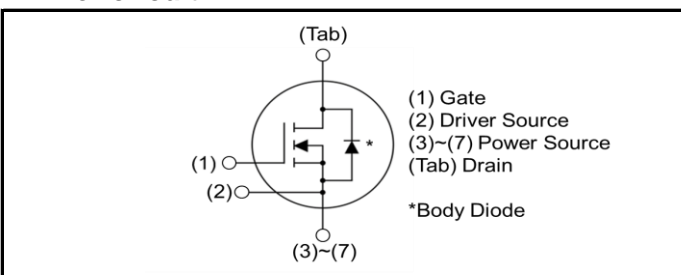 (Tab)
(1) Gate
(2) Driver Source
(3)~(7) Power Source
(Tab) Drain
*
(1)
(2)
*Body Diode
(3)~(7)